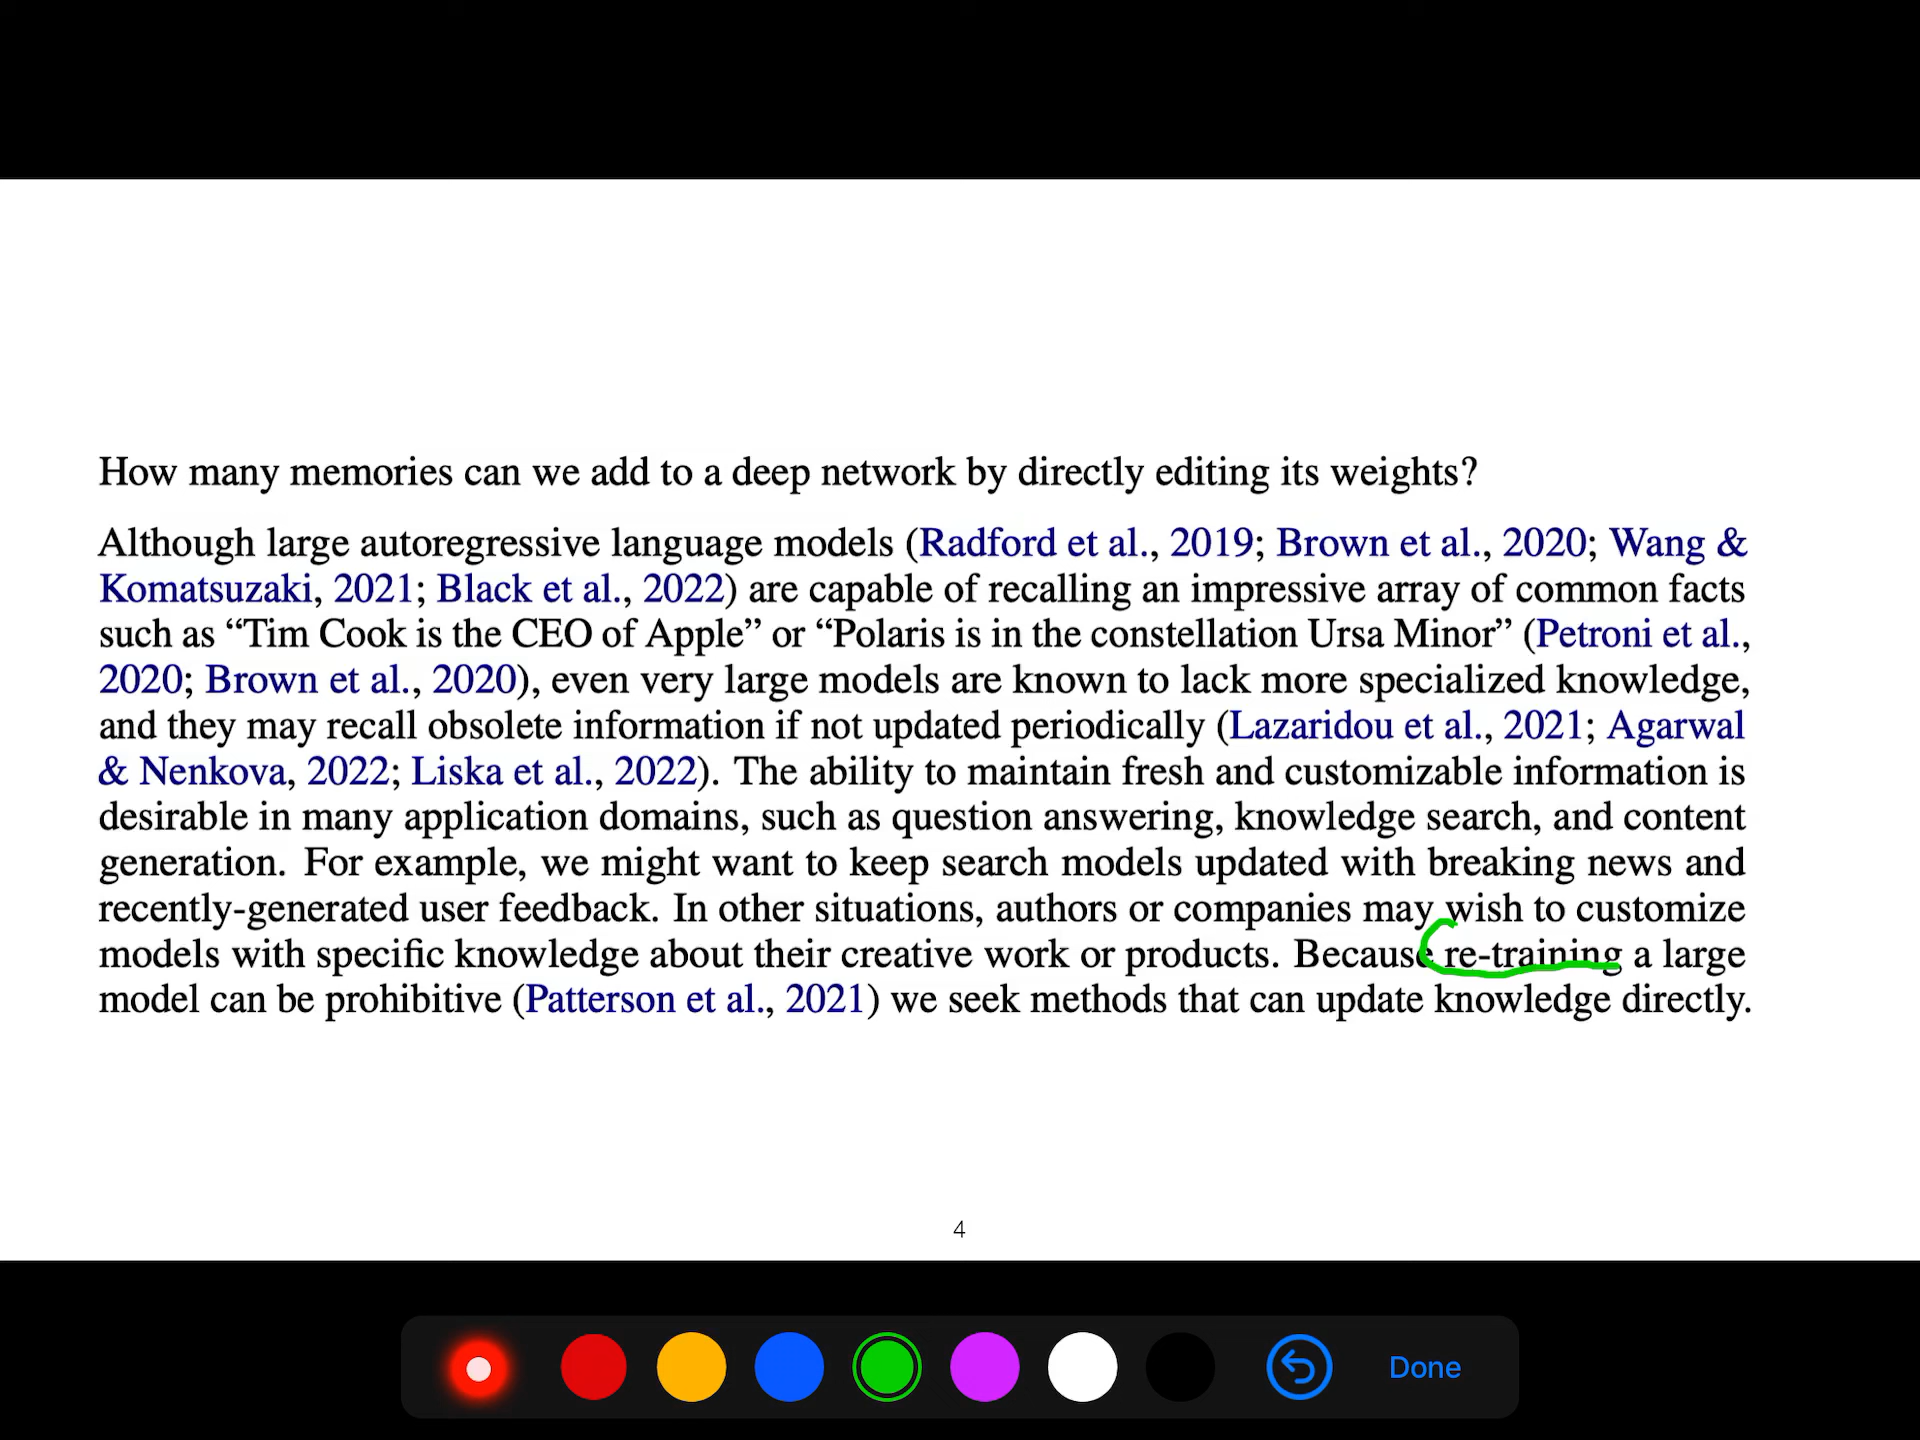 How many memories can we add to a deep network by directly editing its weights?
Although large autoregressive language models (Radford et al., 2019; Brown et al., 2020; Wang &
Komatsuzaki, 2021; Black et al., 2022) are capable of recalling an impressive array of common facts
such as “Tim Cook is the CEO of Apple” or “Polaris is in the constellation Ursa Minor” (Petroni et al.,
2020; Brown et al., 2020), even very large models are known to lack more specialized knowledge,
and they may recall obsolete information if not updated periodically (Lazaridou et al., 2021; Agarwal
& Nenkova, 2022; Liska et al., 2022). The ability to maintain fresh and customizable information is
desirable in many application domains, such as question answering, knowledge search, and content
generation. For example, we might want to keep search models updated with breaking news and
recently-generated user feedback. In other situations, authors or companies may wish to customize
models with specific knowledge about their creative work or products. Because re-training a large
model can be prohibitive (Patterson et al., 2021) we seek methods that can update knowledge directly.
4
Done